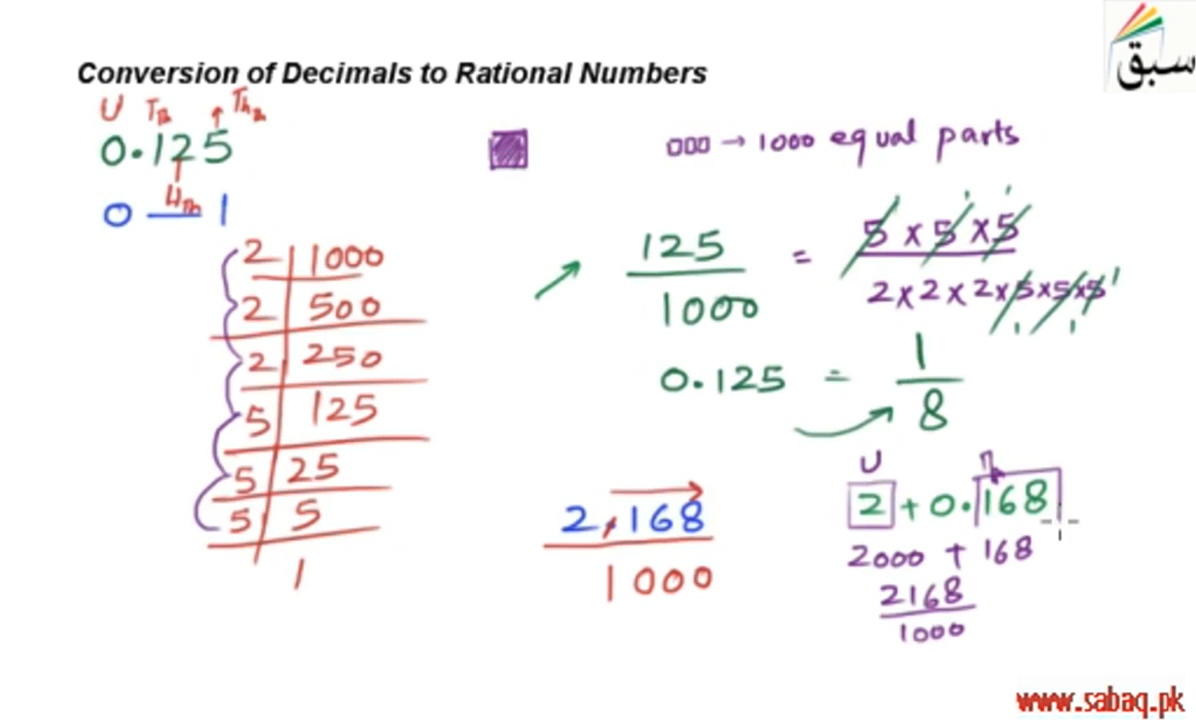 سبق
Conversion of Decimals to Rational Numbers
U Th ↑ Thn
0.125
Hth
0 — 1
→ 1000 equal parts
2 | 1000
2 | 500
2 | 250
5 | 125
5 | 25
5 | 5
1
125 / 1000 = 5 x 5 x 5 / 2 x 2 x 2 x 5 x 5 x 5
0.125 = 1 / 8
2.168
1000
U
2 + 0.168
2000 + 168
2168
1000
www.sabaq.pk